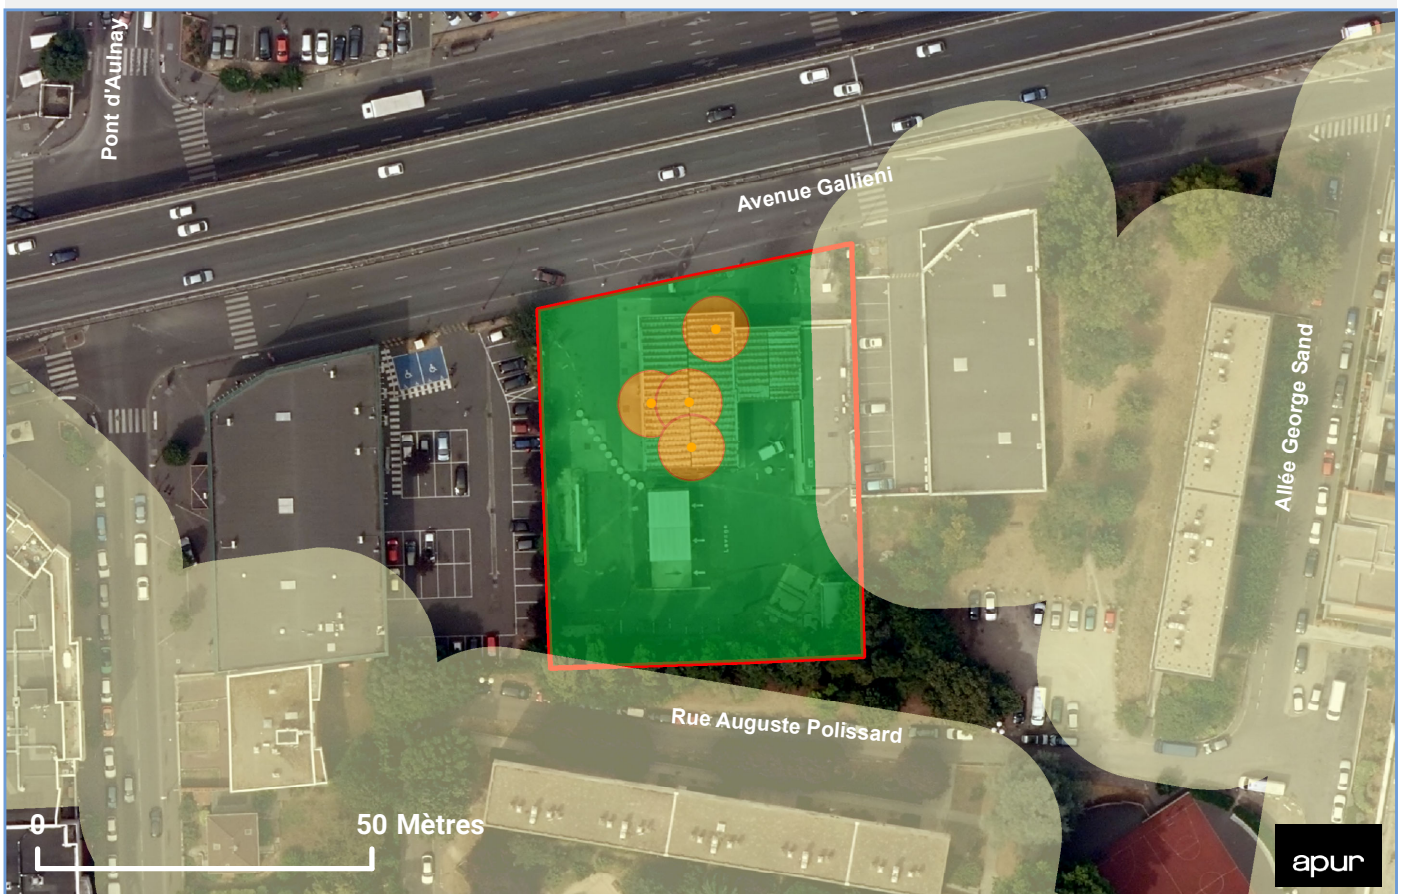 Pont d'Aulnay
Avenue Gallieni
Allée George Sand
Rue Auguste Polissard
0
50 Mètres
apur